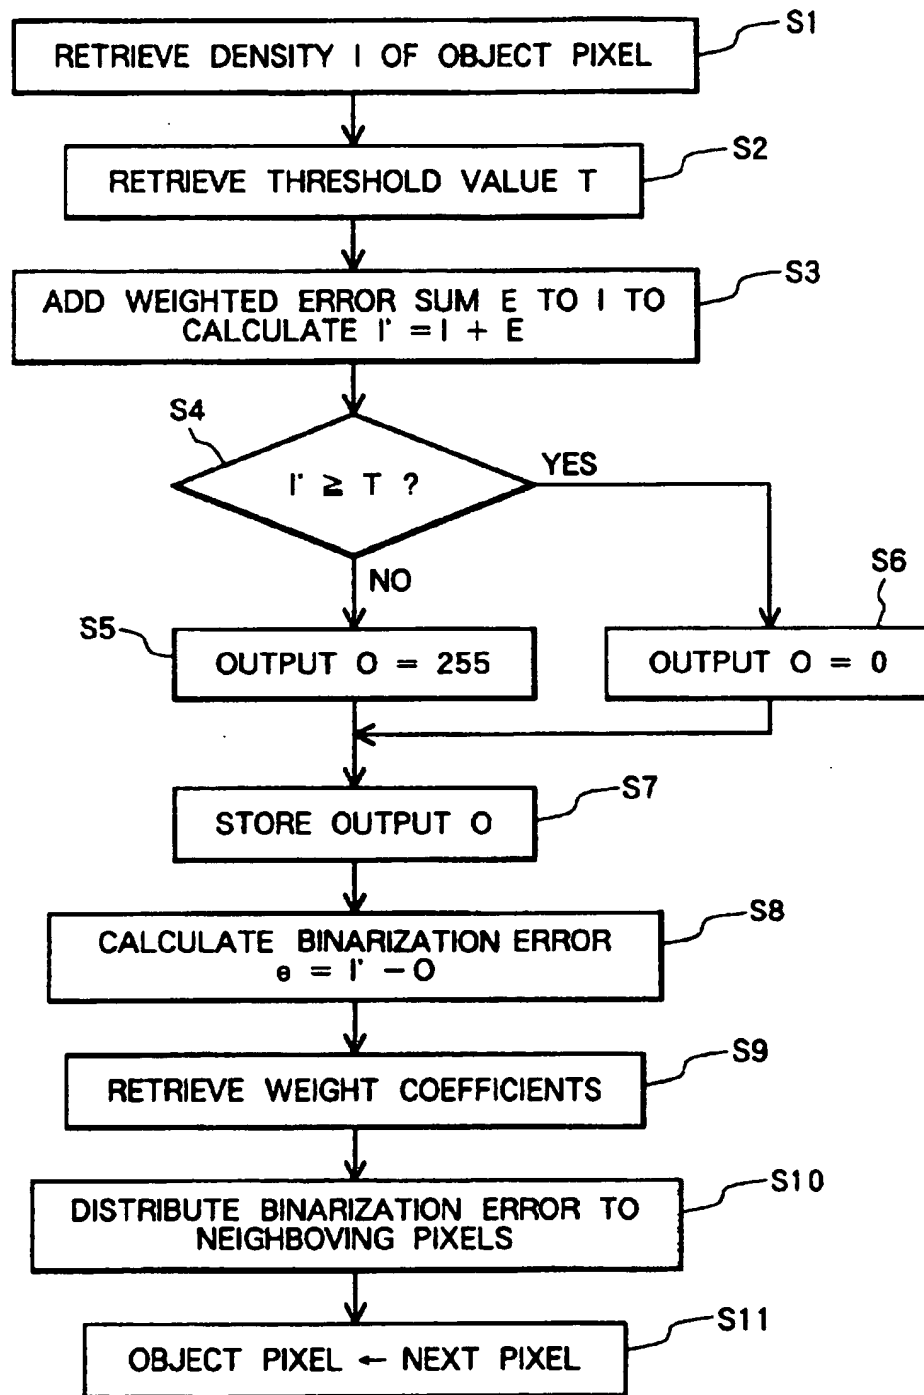 S1
RETRIEVE DENSITY I OF OBJECT PIXEL
S2
RETRIEVE THRESHOLD VALUE T
S3
ADD WEIGHTED ERROR SUM E TO I TO
CALCULATE I' = I + E
S4
I' ≧ T ?
YES
NO
S5
OUTPUT O = 255
S6
OUTPUT O = 0
S7
STORE OUTPUT O
S8
CALCULATE BINARIZATION ERROR
e = I' - O
S9
RETRIEVE WEIGHT COEFFICIENTS
S10
DISTRIBUTE BINARIZATION ERROR TO
NEIGHBOVING PIXELS
S11
OBJECT PIXEL ← NEXT PIXEL